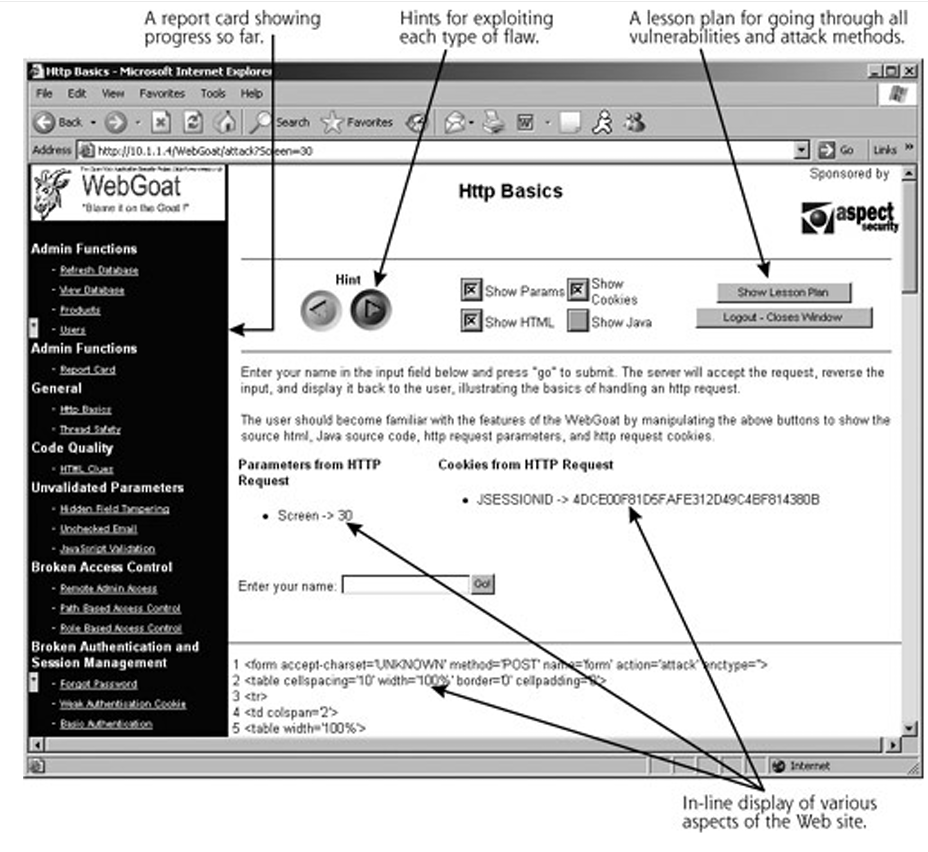 A report card showing
progress so far.
Hints for exploiting
each type of flaw.
A lesson plan for going through all
vulnerabilities and attack methods.
Http Basics - Microsoft Internet Explorer
File Edit View Favorites Tools Help
Back Search Favorites
Address http://10.1.1.4/WebGoat/attack?Screen=30 Go Links »
WebGoat
"Blame it on the Goat !"
Http Basics
Sponsored by
aspect
security
Admin Functions
- Refresh Database
- View Database
- Products
- Users
Admin Functions
- Report Card
General
- Http Basics
- Thread Safety
Code Quality
- HTML Clues
Unvalidated Parameters
- Hidden Field Tampering
- Unchecked Email
- JavaScript Validation
Broken Access Control
- Remote Admin Access
- Path Based Access Control
- Role Based Access Control
Broken Authentication and
Session Management
- Forgot Password
- Weak Authentication Cookie
- Basic Authentication
Hint
Show Params
Show
Cookies
Show HTML
Show Java
Show Lesson Plan
Logout - Closes Window
Enter your name in the input field below and press "go" to submit. The server will accept the request, reverse the
input, and display it back to the user, illustrating the basics of handling an http request.
The user should become familiar with the features of the WebGoat by manipulating the above buttons to show the
source html, Java source code, http request parameters, and http request cookies.
Parameters from HTTP
Request
• Screen -> 30
Cookies from HTTP Request
• JSESSIONID -> 4DCE00F81D5FAFE312D49C4BF814380B
Enter your name: Go!
1 <form accept-charset='UNKNOWN' method='POST' name='form' action='attack' enctype=''>
2 <table cellspacing='10' width='100%' border='0' cellpadding='0'>
3 <tr>
4 <td colspan='2'>
5 <table width='100%'>
Internet
In-line display of various
aspects of the Web site.